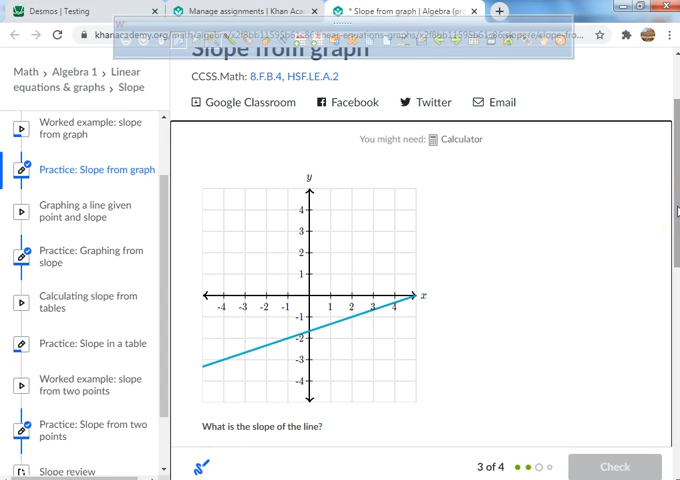 Desmos | Testing
Manage assignments | Khan Acade
* Slope from graph | Algebra (pra
Slope from graph
Math > Algebra 1 > Linear
equations & graphs > Slope
CCSS.Math: 8.F.B.4, HSF.LE.A.2
Google Classroom Facebook Twitter Email
Worked example: slope
from graph
Practice: Slope from graph
Graphing a line given
point and slope
Practice: Graphing from
slope
Calculating slope from
tables
Practice: Slope in a table
Worked example: slope
from two points
Practice: Slope from two
points
Slope review
You might need: Calculator
y
4
3
2
1
-4 -3 -2 -1 1 2 3 4 x
-1
-2
-3
-4
What is the slope of the line?
3 of 4 Check